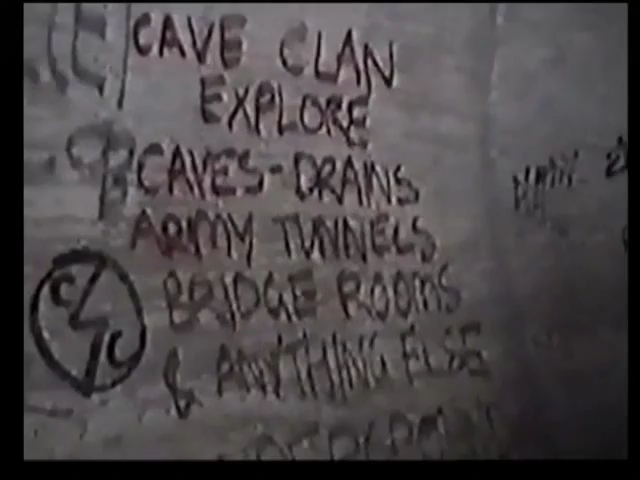 CAVE CLAN
EXPLORE
CAVES-DRAINS
ARMY TUNNELS
BRIDGE ROOMS
& ANYTHING ELSE
C/C